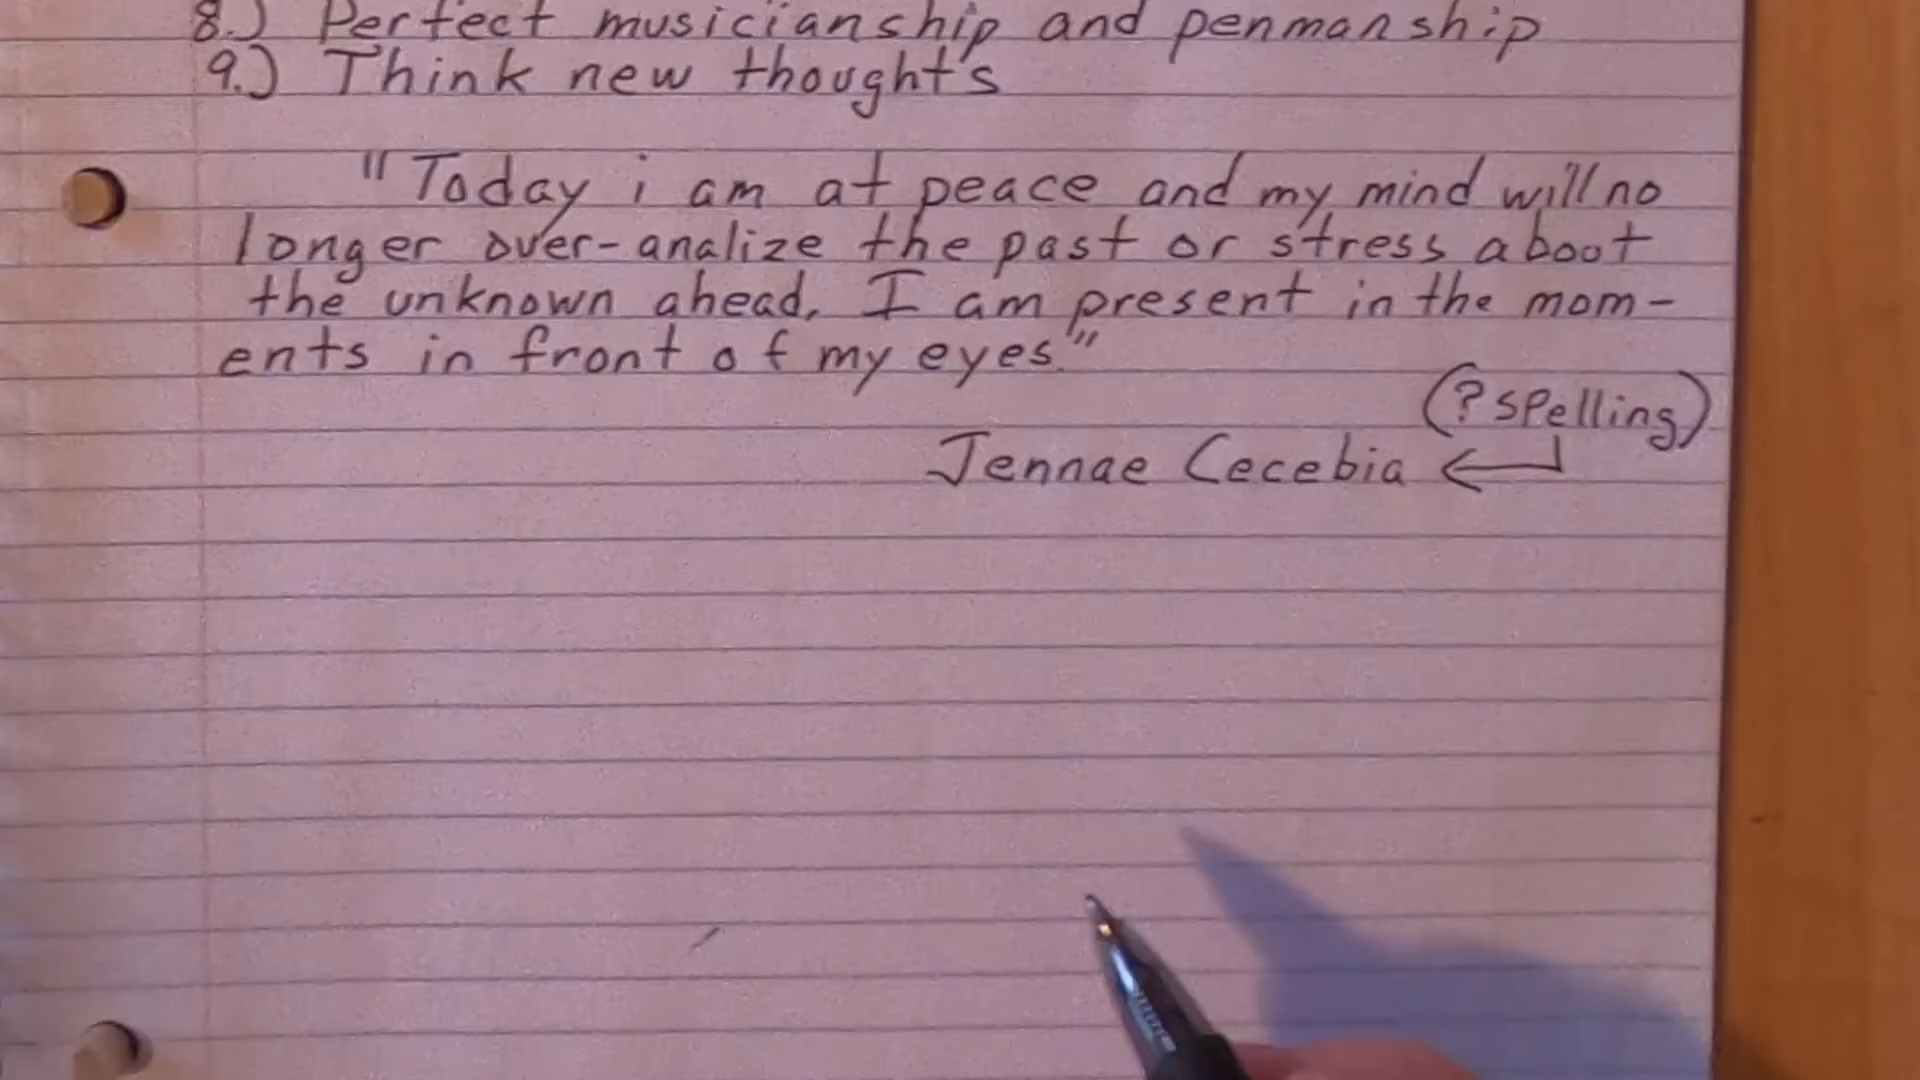 8.) Perfect musicianship and penmanship
9.) Think new thoughts
"Today i am at peace and my mind will no
longer over-analize the past or stress aboot
the unknown ahead. I am present in the mom-
ents in front of my eyes."
(? spelling)
Jennae Cecebia ←